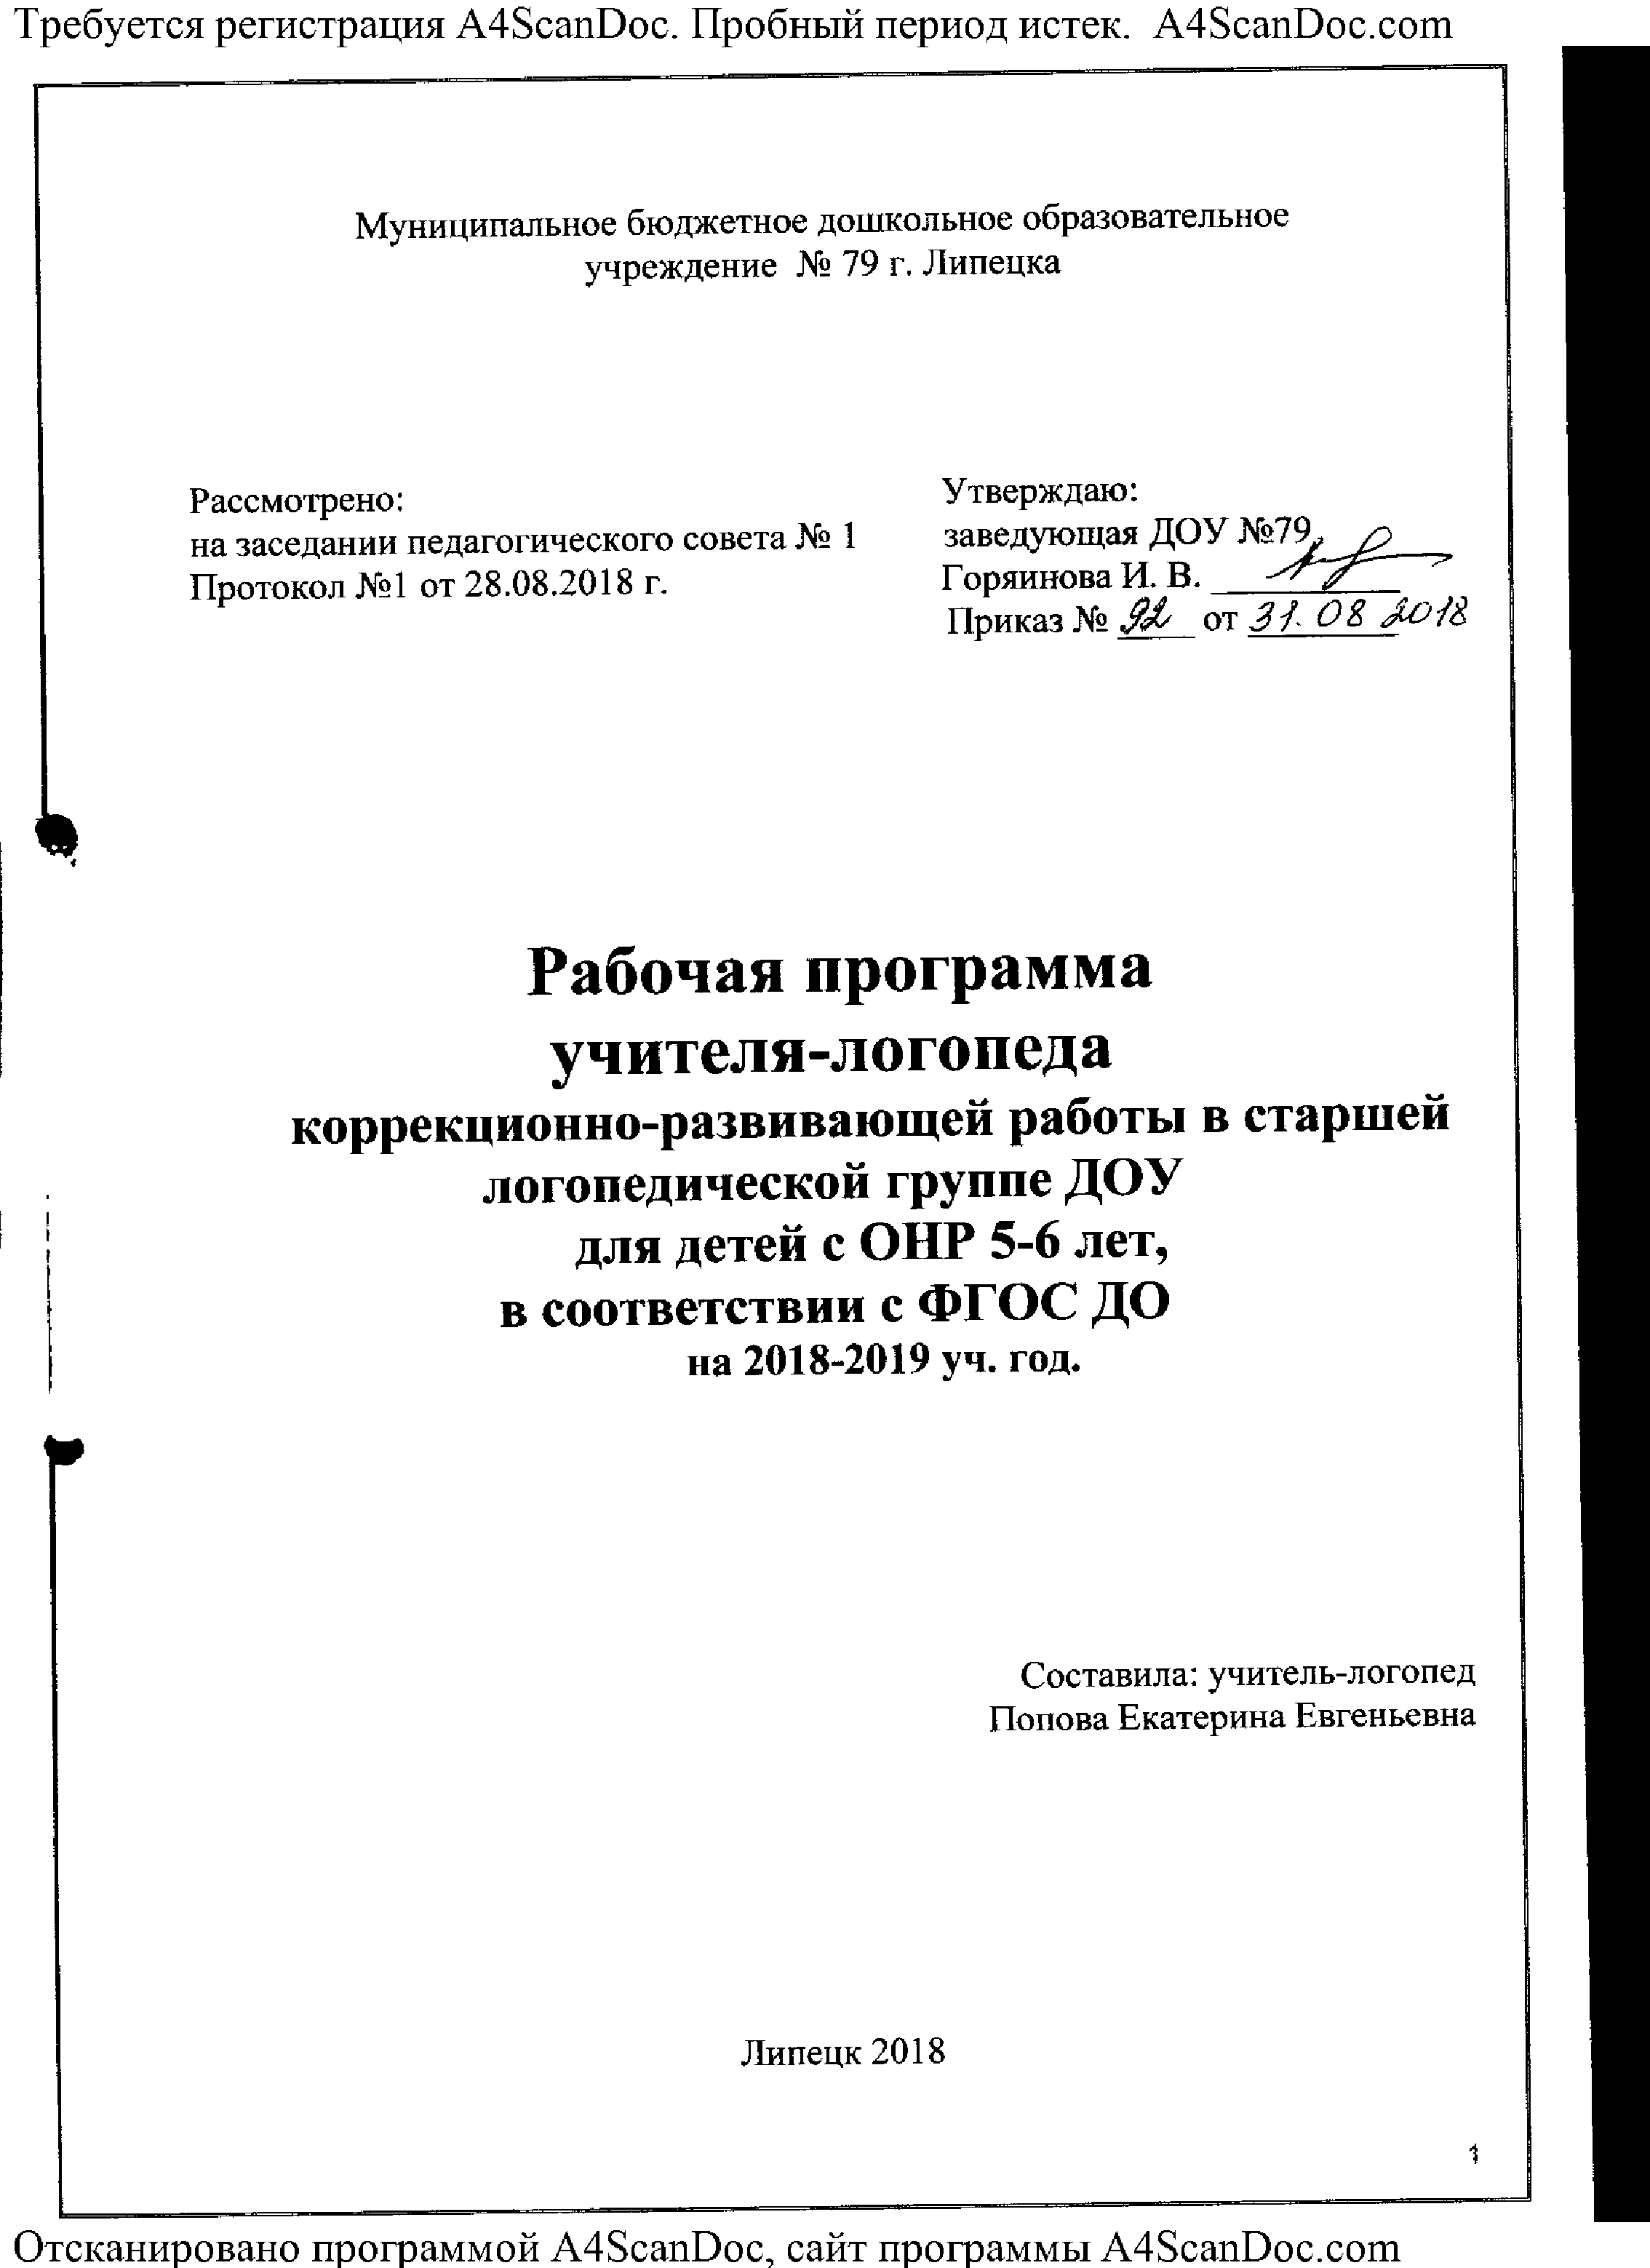 Требуется регистрация A4ScanDoc. Пробный период истек. A4ScanDoc.com
Муниципальное бюджетное дошкольное образовательное
учреждение № 79 г. Липецка
Рассмотрено:
на заседании педагогического совета № 1
Протокол №1 от 28.08.2018 г.
Утверждаю:
заведующая ДОУ №79,
Горяинова И. В.
Приказ № 92 от 31.08 2018
Рабочая программа
учителя-логопеда
коррекционно-развивающей работы в старшей
логопедической группе ДОУ
для детей с ОНР 5-6 лет,
в соответствии с ФГОС ДО
на 2018-2019 уч. год.
Составила: учитель-логопед
Попова Екатерина Евгеньевна
Липецк 2018
1
Отсканировано программой A4ScanDoc, сайт программы A4ScanDoc.com